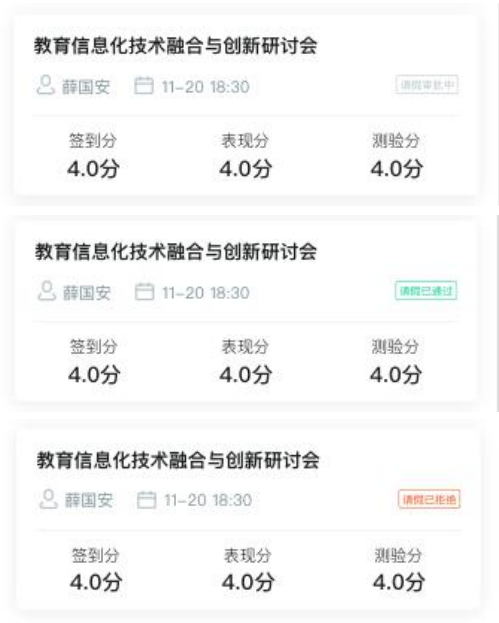 教育信息化技术融合与创新研讨会
薛国安 11-20 18:30 请假审批中
签到分 表现分 测验分
4.0分 4.0分 4.0分
教育信息化技术融合与创新研讨会
薛国安 11-20 18:30 请假已通过
签到分 表现分 测验分
4.0分 4.0分 4.0分
教育信息化技术融合与创新研讨会
薛国安 11-20 18:30 请假已拒绝
签到分 表现分 测验分
4.0分 4.0分 4.0分